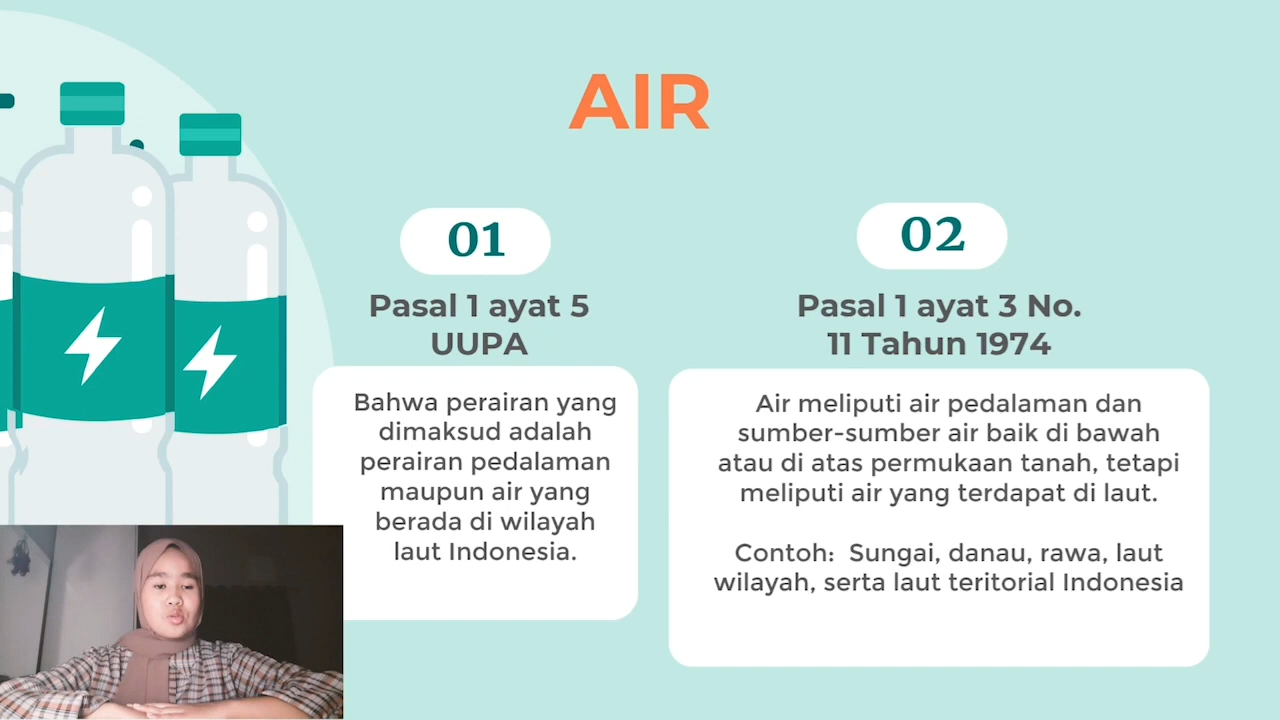 AIR
01
Pasal 1 ayat 5
UUPA
Bahwa perairan yang
dimaksud adalah
perairan pedalaman
maupun air yang
berada di wilayah
laut Indonesia.
02
Pasal 1 ayat 3 No.
11 Tahun 1974
Air meliputi air pedalaman dan
sumber-sumber air baik di bawah
atau di atas permukaan tanah, tetapi
meliputi air yang terdapat di laut.
Contoh: Sungai, danau, rawa, laut
wilayah, serta laut teritorial Indonesia